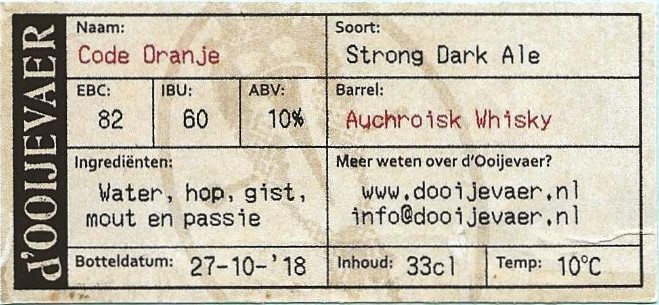 d'OOIJEVAER
Naam:
Code Oranje
Soort:
Strong Dark Ale
EBC:
82
IBU:
60
ABV:
10%
Barrel:
Auchroisk Whisky
Ingrediënten:
Water, hop, gist,
mout en passie
Meer weten over d'Ooijevaer?
www.dooijevaer.nl
info@dooijevaer.nl
Botteldatum: 27-10-'18
Inhoud: 33cl
Temp: 10°C